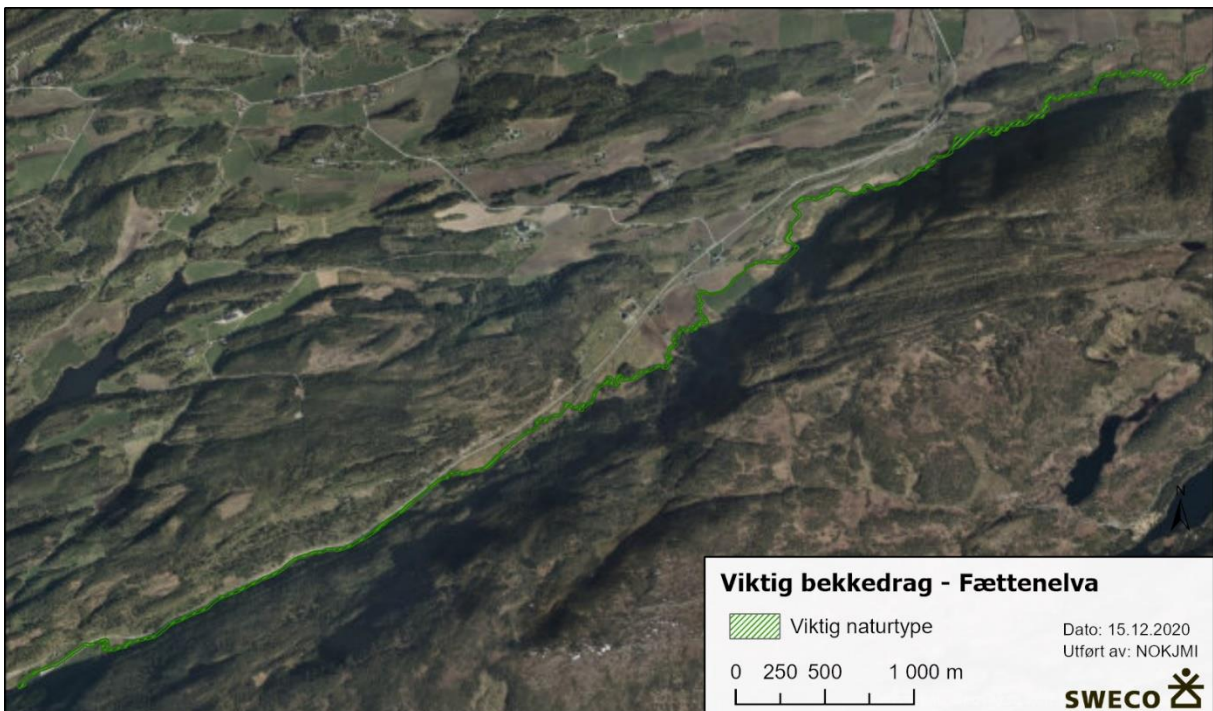 N
Viktig bekkedrag - Fættenelva
Viktig naturtype
Dato: 15.12.2020
Utført av: NOKJMI
0 250 500 1 000 m
SWECO